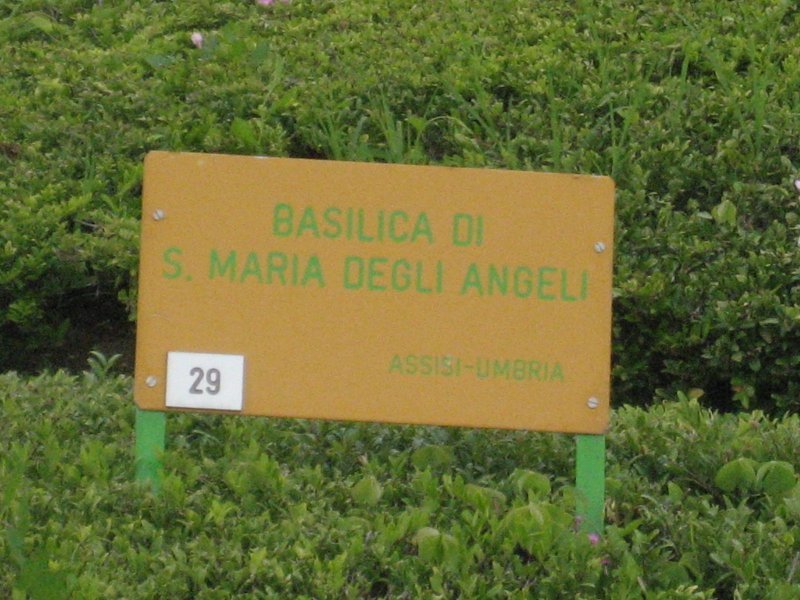 BASILICA DI
S. MARIA DEGLI ANGELI
ASSISI-UMBRIA
29